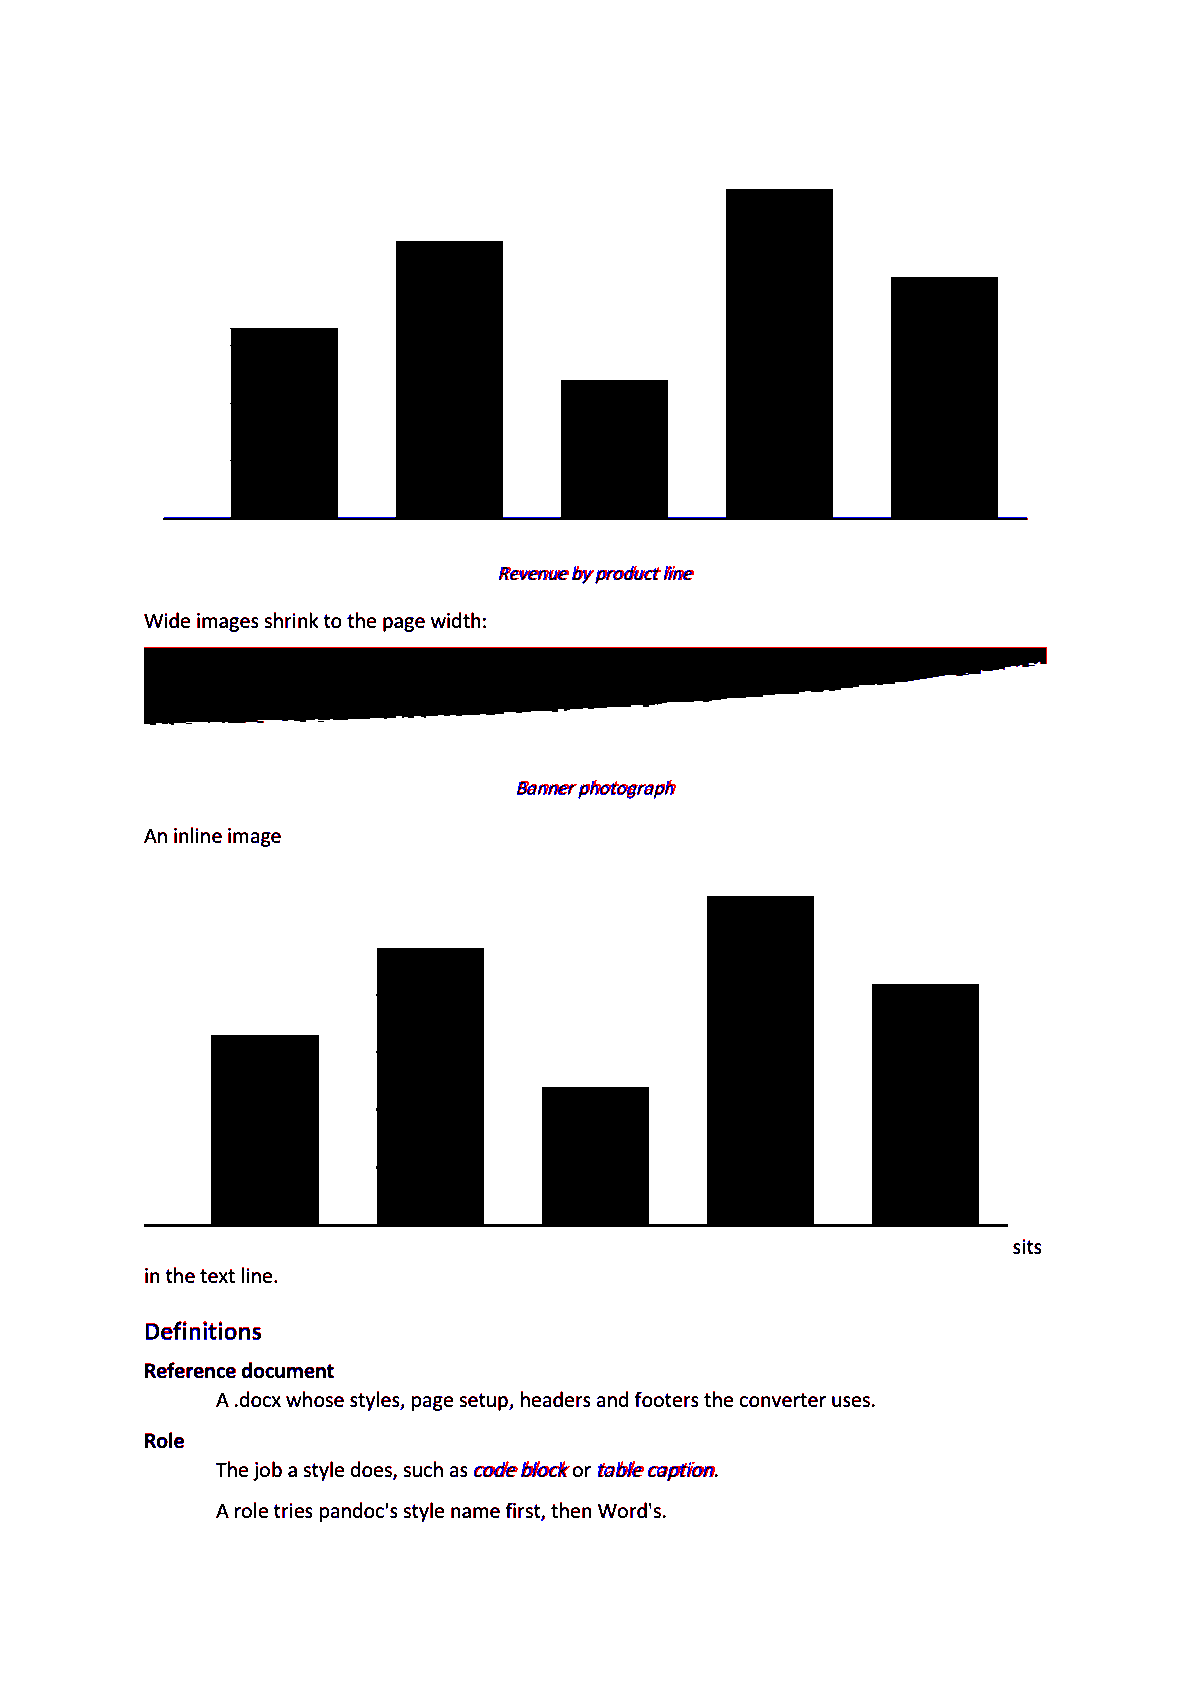 Revenue by product line
Wide images shrink to the page width:
Banner photograph
An inline image
sits
in the text line.
Definitions
Reference document
A .docx whose styles, page setup, headers and footers the converter uses.
Role
The job a style does, such as code block or table caption.
A role tries pandoc's style name first, then Word's.